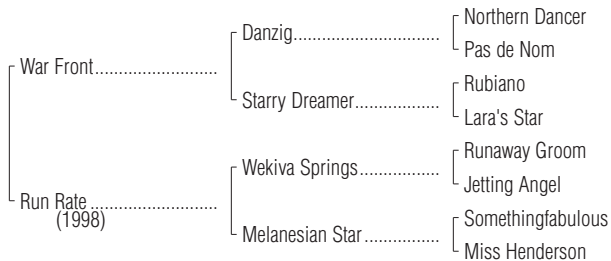 Northern Dancer
Danzig
Pas de Nom
War Front
Rubiano
Starry Dreamer
Lara's Star
Runaway Groom
Wekiva Springs
Jetting Angel
Run Rate
(1998)
Somethingfabulous
Melanesian Star
Miss Henderson